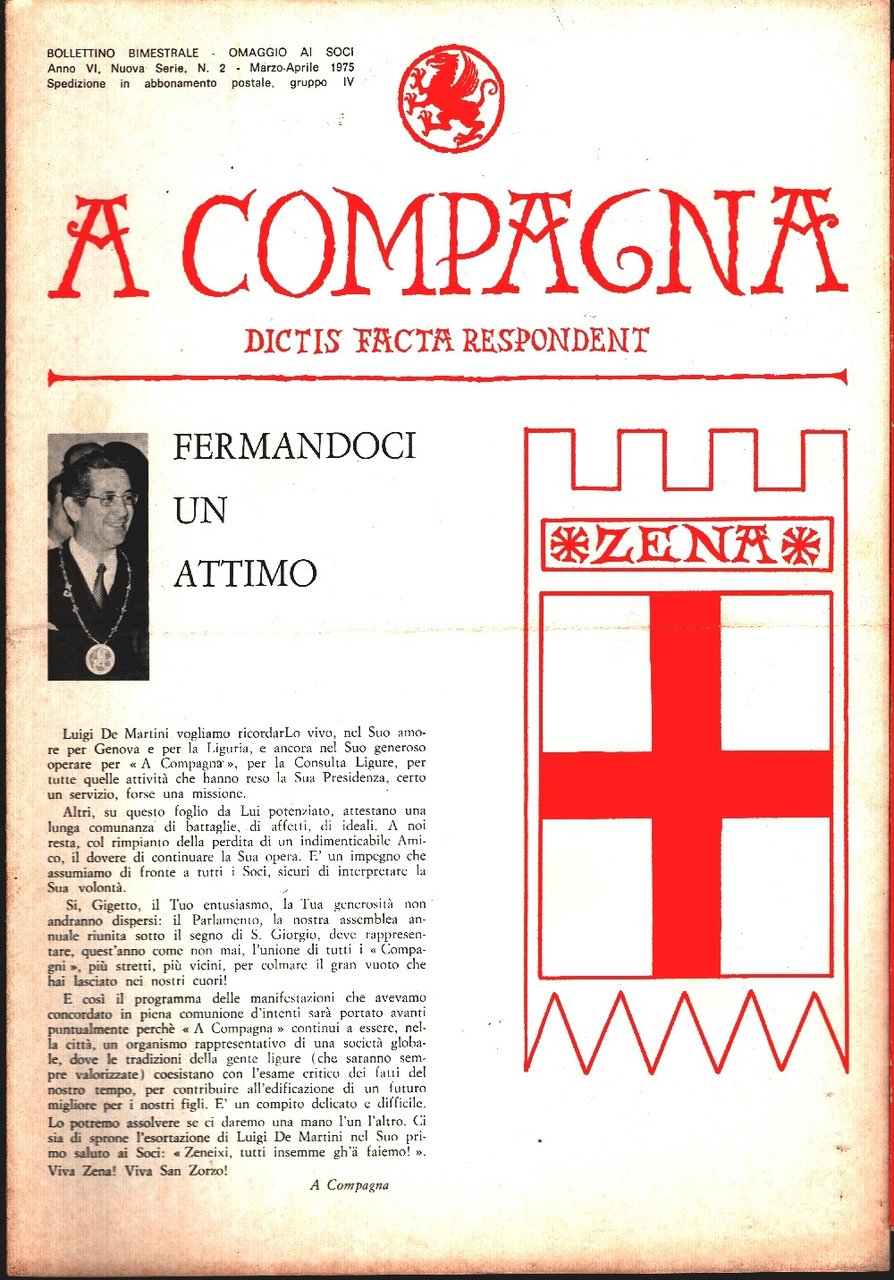 BOLLETTINO BIMESTRALE - OMAGGIO AI SOCI
Anno VI, Nuova Serie, N. 2 - Marzo-Aprile 1975
Spedizione in abbonamento postale, gruppo IV
A COMPAGNA
DICTIS FACTA RESPONDENT
FERMANDOCI
UN
ATTIMO
ZENA
Luigi De Martini vogliamo ricordarLo vivo, nel Suo amo-
re per Genova e per la Liguria, e ancora nel Suo generoso
operare per « A Compagna », per la Consulta Ligure, per
tutte quelle attività che hanno reso la Sua Presidenza, certo
un servizio, forse una missione.
Altri, su questo foglio da Lui potenziato, attestano una
lunga comunanza di battaglie, di affetti, di ideali. A noi
resta, col rimpianto della perdita di un indimenticabile Ami-
co, il dovere di continuare la Sua opera. E' un impegno che
assumiamo di fronte a tutti i Soci, sicuri di interpretare la
Sua volontà.
Si, Gigetto, il Tuo entusiasmo, la Tua generosità non
andranno dispersi: il Parlamento, la nostra assemblea an-
nuale riunita sotto il segno di S. Giorgio, deve rappresen-
tare, quest'anno come non mai, l'unione di tutti i « Compa-
gni », più stretti, più vicini, per colmare il gran vuoto che
hai lasciato nei nostri cuori!
E così il programma delle manifestazioni che avevamo
concordato in piena comunione d'intenti sarà portato avanti
puntualmente perchè « A Compagna » continui a essere, nel-
la città, un organismo rappresentativo di una società globa-
le, dove le tradizioni della gente ligure (che saranno sem-
pre valorizzate) coesistano con l'esame critico dei fatti del
nostro tempo, per contribuire all'edificazione di un futuro
migliore per i nostri figli. E' un compito delicato e difficile.
Lo potremo assolvere se ci daremo una mano l'un l'altro. Ci
sia di sprone l'esortazione di Luigi De Martini nel Suo pri-
mo saluto ai Soci: « Zeneixi, tutti insemme gh'ä faiemo! ».
Viva Zena! Viva San Zorzo!
A Compagna